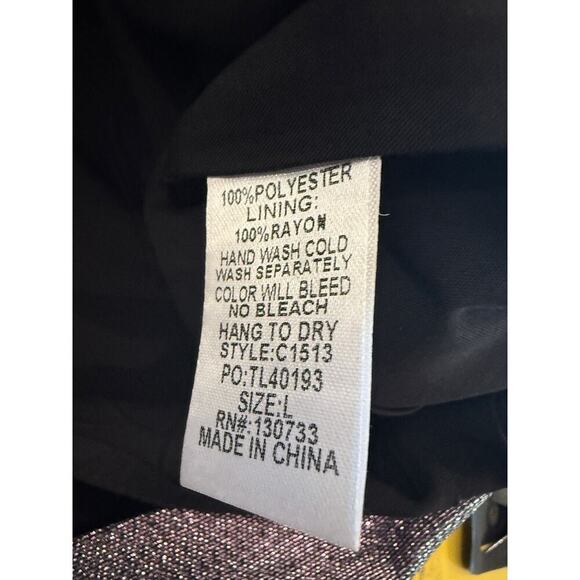 100%POLYESTER
LINING:
100%RAYON
HAND WASH COLD
WASH SEPARATELY
COLOR WILL BLEED
NO BLEACH
HANG TO DRY
STYLE:C1513
PO:TL40193
SIZE:L
RN#:130733
MADE IN CHINA